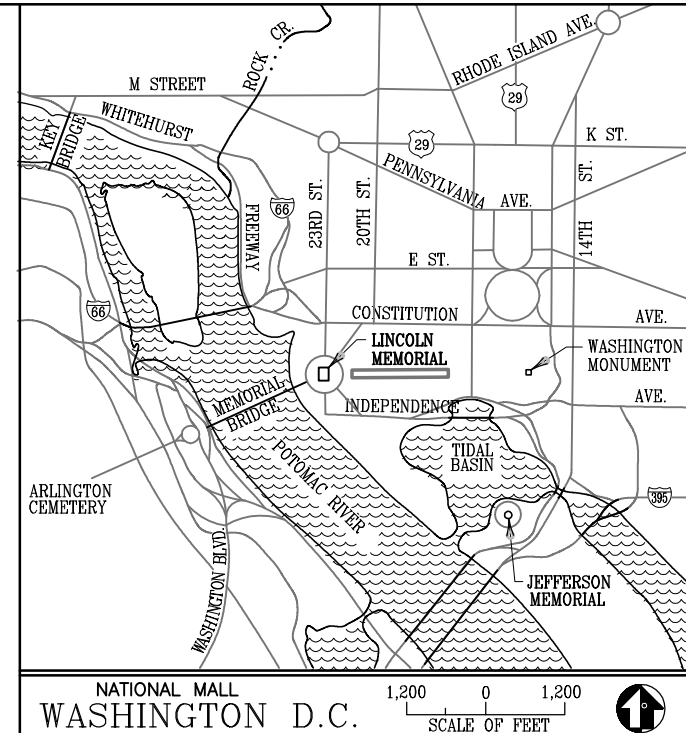 CR.
ROCK
RHODE ISLAND AVE.
M STREET
29
WHITEHURST
KEY
BRIDGE
29
K ST.
PENNSYLVANIA
AVE.
ST.
14TH
66
FREEWAY
23RD ST.
20TH ST.
E ST.
66
CONSTITUTION
AVE.
LINCOLN
MEMORIAL
WASHINGTON
MONUMENT
MEMORIAL
BRIDGE
INDEPENDENCE
AVE.
POTOMAC RIVER
TIDAL
BASIN
ARLINGTON
CEMETERY
395
WASHINGTON BLVD.
JEFFERSON
MEMORIAL
NATIONAL MALL
WASHINGTON D.C.
1,200 0 1,200
SCALE OF FEET